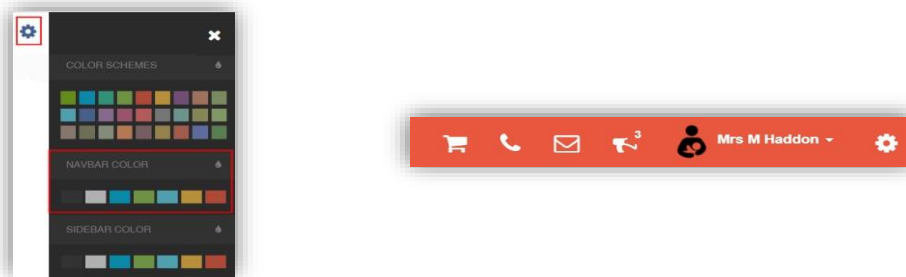 COLOR SCHEMES
NAVBAR COLOR
SIDEBAR COLOR
3
Mrs M Haddon